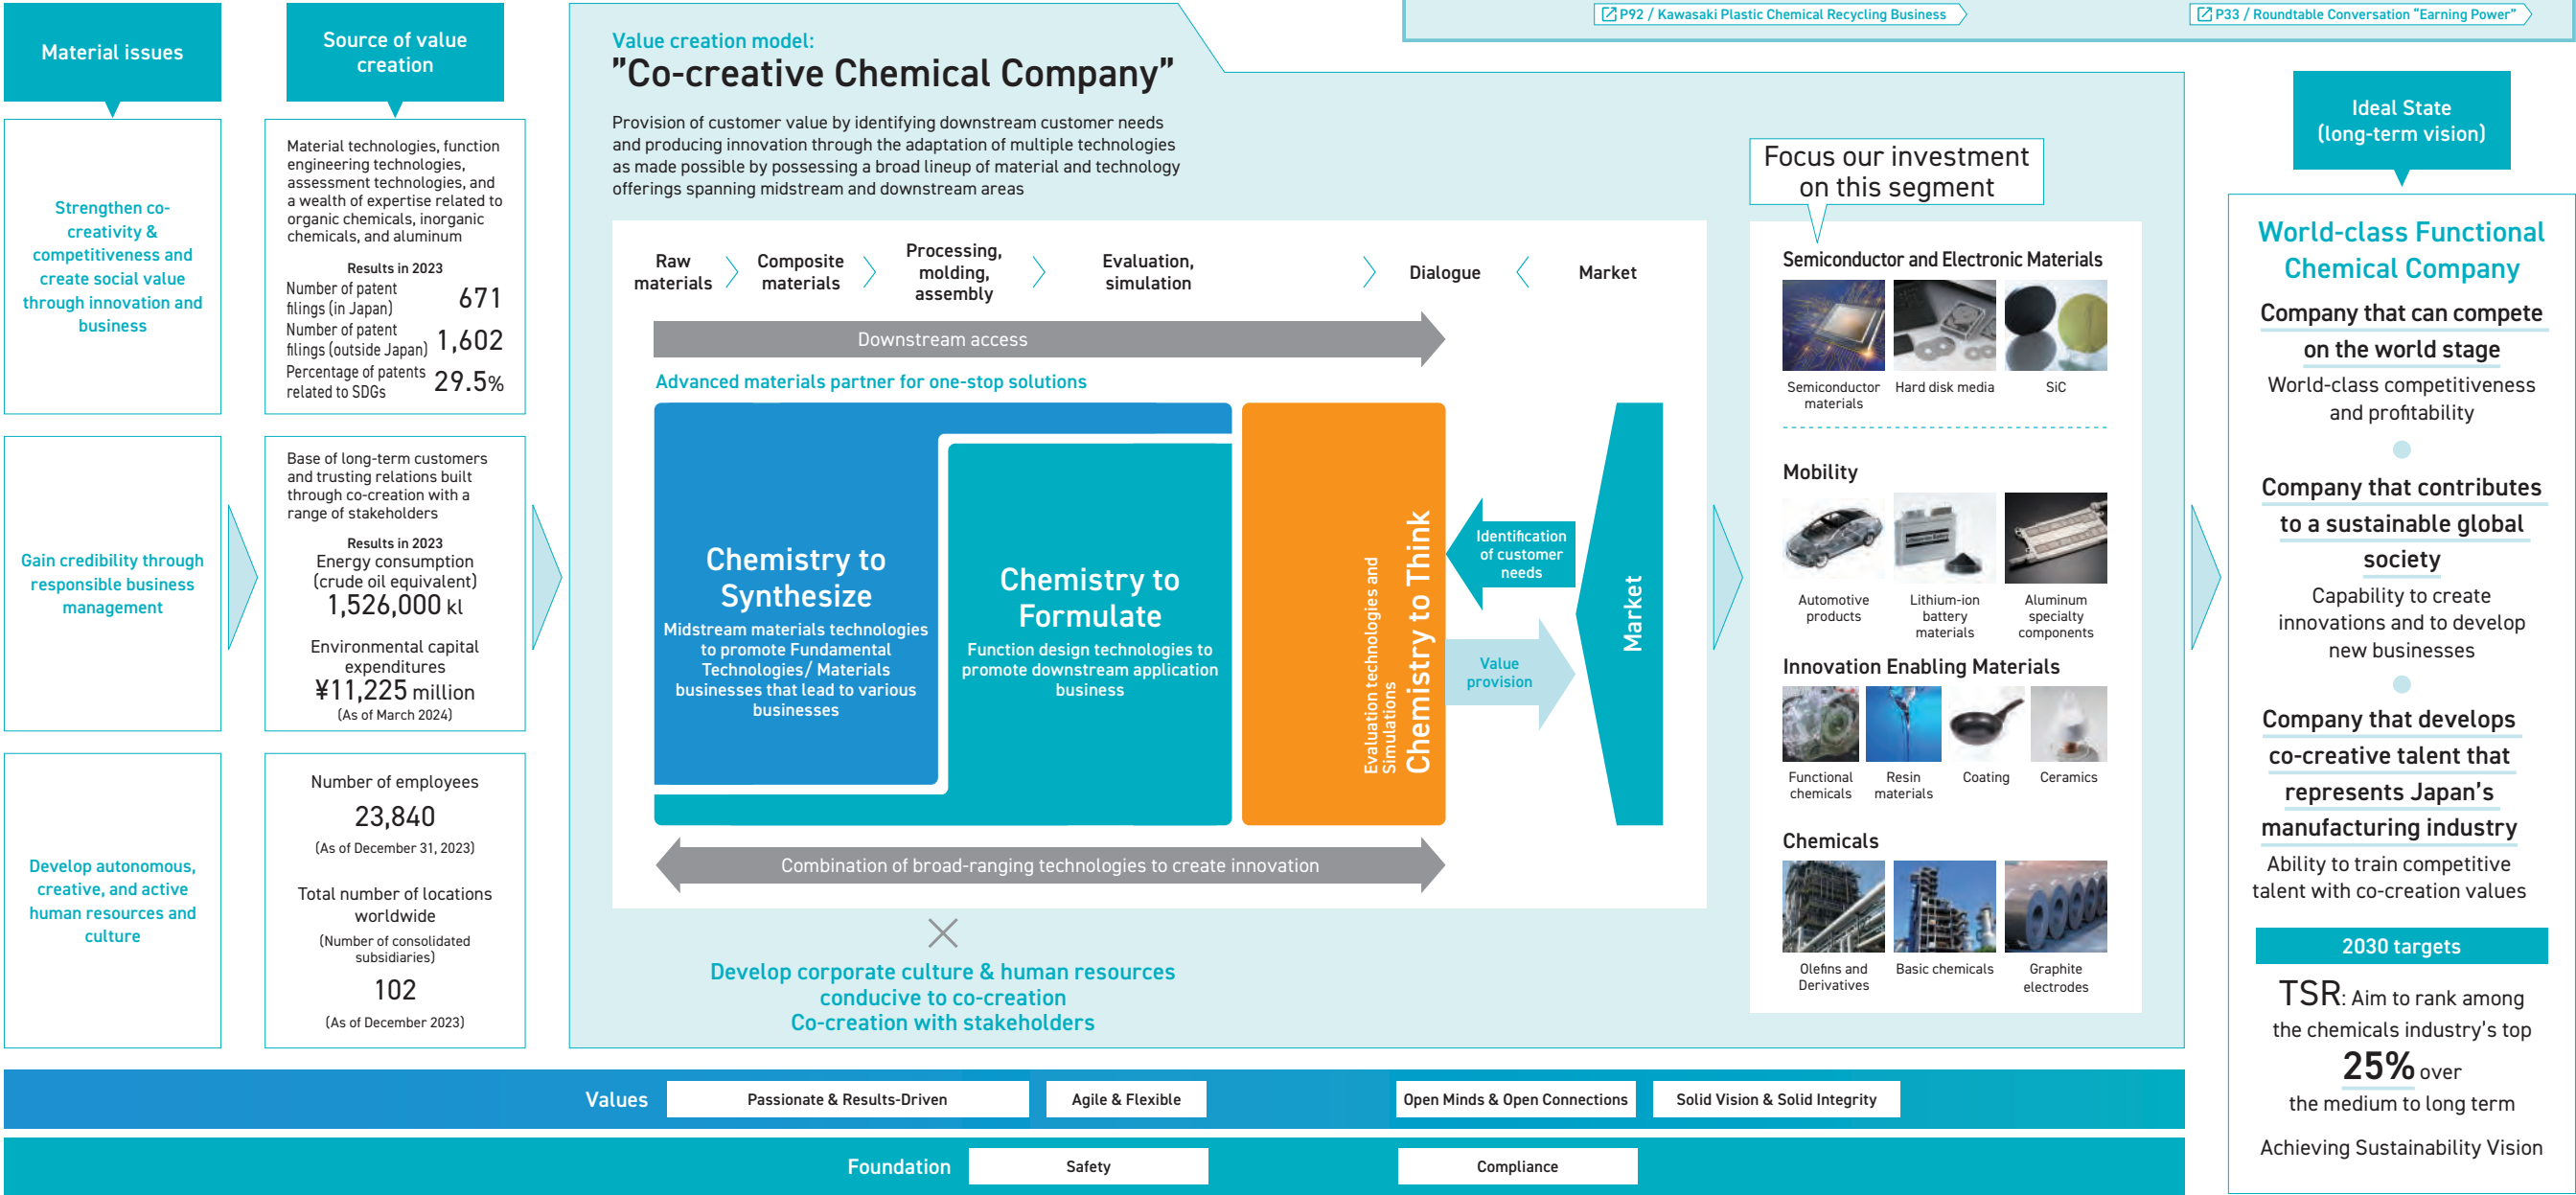 P92 / Kawasaki Plastic Chemical Recycling Business
P33 / Roundtable Conversation “Earning Power”
Material issues
Strengthen co-
creativity &
competitiveness and
create social value
through innovation and
business
Gain credibility through
responsible business
management
Develop autonomous,
creative, and active
human resources and
culture
Source of value
creation
Material technologies, function
engineering technologies,
assessment technologies, and
a wealth of expertise related to
organic chemicals, inorganic
chemicals, and aluminum
Results in 2023
Number of patent
filings (in Japan) 671
Number of patent
filings (outside Japan) 1,602
Percentage of patents
related to SDGs 29.5%
Base of long-term customers
and trusting relations built
through co-creation with a
range of stakeholders
Results in 2023
Energy consumption
(crude oil equivalent)
1,526,000 kl
Environmental capital
expenditures
¥11,225 million
(As of March 2024)
Number of employees
23,840
(As of December 31, 2023)
Total number of locations
worldwide
(Number of consolidated
subsidiaries)
102
(As of December 2023)
Value creation model:
”Co-creative Chemical Company”
Provision of customer value by identifying downstream customer needs
and producing innovation through the adaptation of multiple technologies
as made possible by possessing a broad lineup of material and technology
offerings spanning midstream and downstream areas
Raw
materials
Composite
materials
Processing,
molding,
assembly
Evaluation,
simulation
Dialogue
Market
Downstream access
Advanced materials partner for one-stop solutions
Chemistry to
Synthesize
Midstream materials technologies
to promote Fundamental
Technologies/ Materials
businesses that lead to various
businesses
Chemistry to
Formulate
Function design technologies to
promote downstream application
business
Evaluation technologies and
Simulations
Chemistry to Think
Identification
of customer
needs
Value
provision
Market
Combination of broad-ranging technologies to create innovation
Develop corporate culture & human resources
conducive to co-creation
Co-creation with stakeholders
Focus our investment
on this segment
Semiconductor and Electronic Materials
Semiconductor
materials
Hard disk media
SiC
Mobility
Automotive
products
Lithium-ion
battery
materials
Aluminum
specialty
components
Innovation Enabling Materials
Functional
chemicals
Resin
materials
Coating
Ceramics
Chemicals
Olefins and
Derivatives
Basic chemicals
Graphite
electrodes
Ideal State
(long-term vision)
World-class Functional
Chemical Company
Company that can compete
on the world stage
World-class competitiveness
and profitability
Company that contributes
to a sustainable global
society
Capability to create
innovations and to develop
new businesses
Company that develops
co-creative talent that
represents Japan’s
manufacturing industry
Ability to train competitive
talent with co-creation values
2030 targets
TSR: Aim to rank among
the chemicals industry's top
25% over
the medium to long term
Achieving Sustainability Vision
Values
Passionate & Results-Driven
Agile & Flexible
Open Minds & Open Connections
Solid Vision & Solid Integrity
Foundation
Safety
Compliance